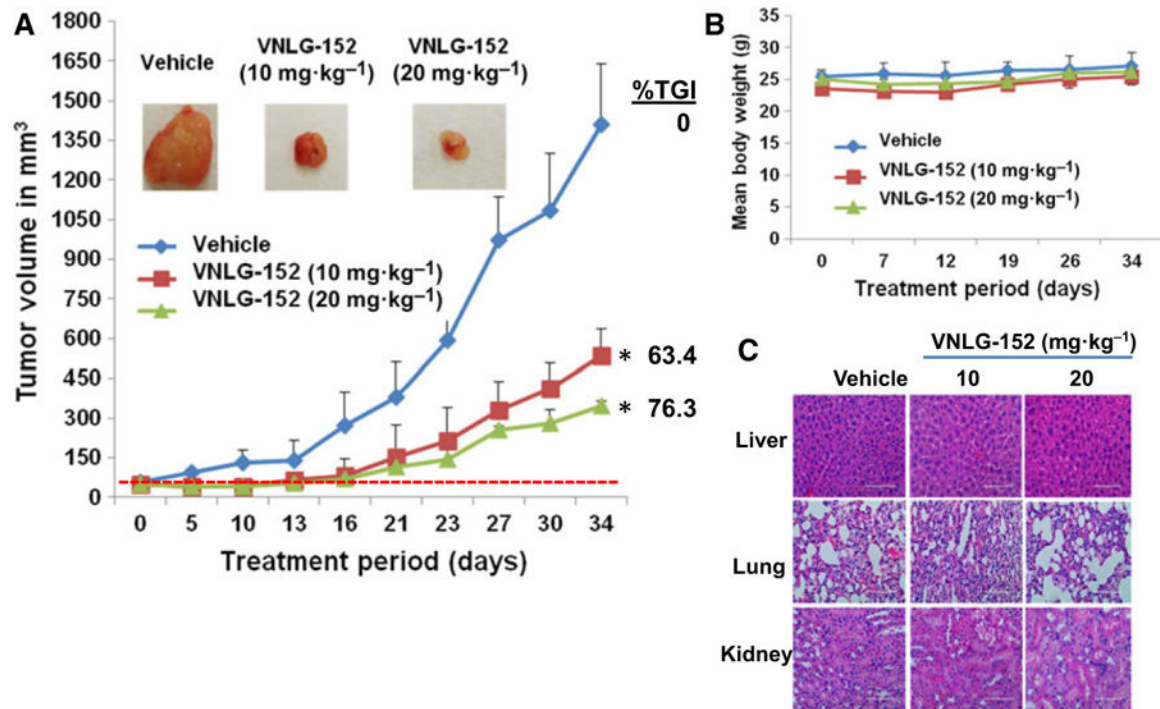 A
1800
1650
1500
1350
1200
1050
900
750
600
450
300
150
0
Tumor volume in mm³
Vehicle
VNLG-152
(10 mg·kg⁻¹)
VNLG-152
(20 mg·kg⁻¹)
Vehicle
VNLG-152 (10 mg·kg⁻¹)
VNLG-152 (20 mg·kg⁻¹)
%TGI
0
* 63.4
* 76.3
0 5 10 13 16 21 23 27 30 34
Treatment period (days)
B
35
30
25
20
15
10
5
0
Mean body weight (g)
Vehicle
VNLG-152 (10 mg·kg⁻¹)
VNLG-152 (20 mg·kg⁻¹)
0 7 12 19 26 34
Treatment period (days)
C
VNLG-152 (mg·kg⁻¹)
Vehicle 10 20
Liver
Lung
Kidney